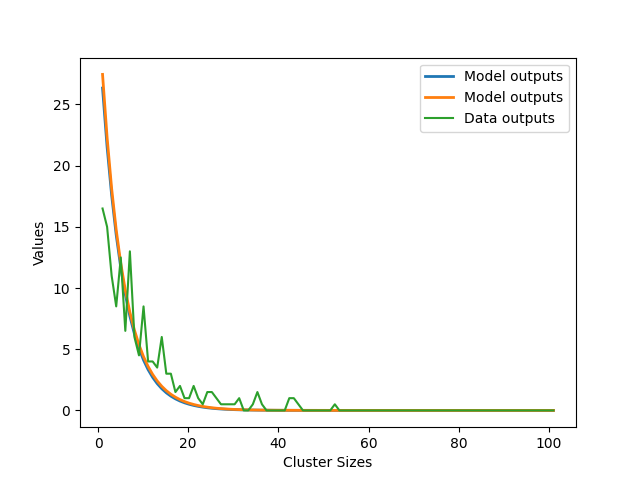 Model outputs
Model outputs
Data outputs
25
20
15
10
5
0
Values
0 20 40 60 80 100
Cluster Sizes